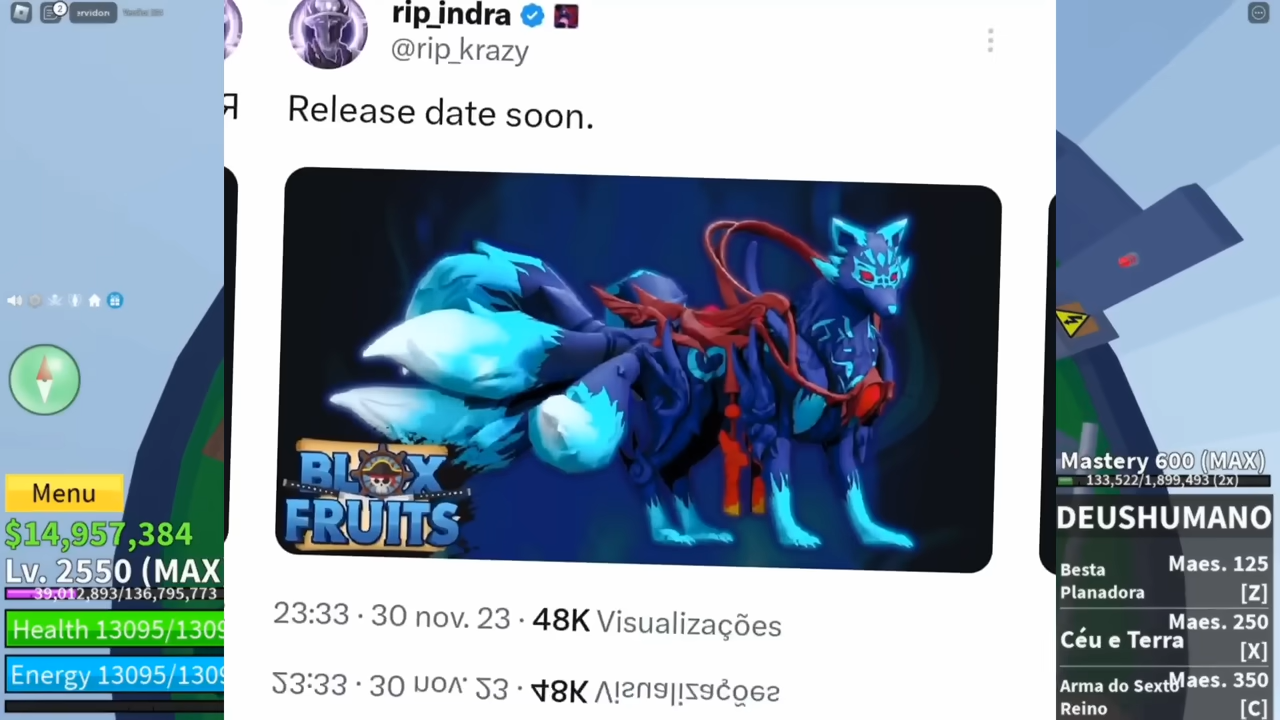 2
rvidon
rip_indra
@rip_krazy
Release date soon.
BLOX
FRUITS
23:33 · 30 nov. 23 · 48K Visualizações
23:33 · 30 nov. 23 · 48K Visualizações
Menu
$14,957,384
Lv. 2550 (MAX
39,012,893/136,795,773
Health 13095/1309
Energy 13095/1309
Mastery 600 (MAX)
133,522/1,899,493 (2x)
DEUSHUMANO
Besta Planadora
Maes. 125
[Z]
Céu e Terra
Maes. 250
[X]
Arma do Sexto Reino
Maes. 350
[C]